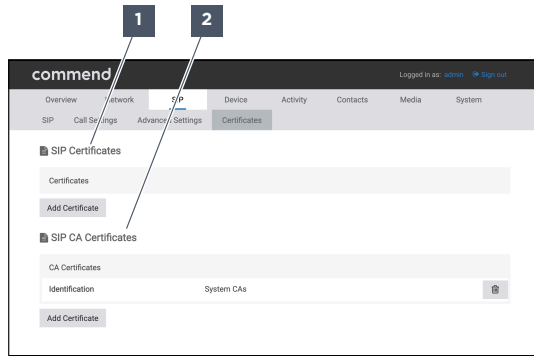 1 2
commend
Logged in as: admin Sign out
Overview Network SIP Device Activity Contacts Media System
SIP Call Settings Advanced Settings Certificates
SIP Certificates
Certificates
Add Certificate
SIP CA Certificates
CA Certificates
Identification System CAs
Add Certificate